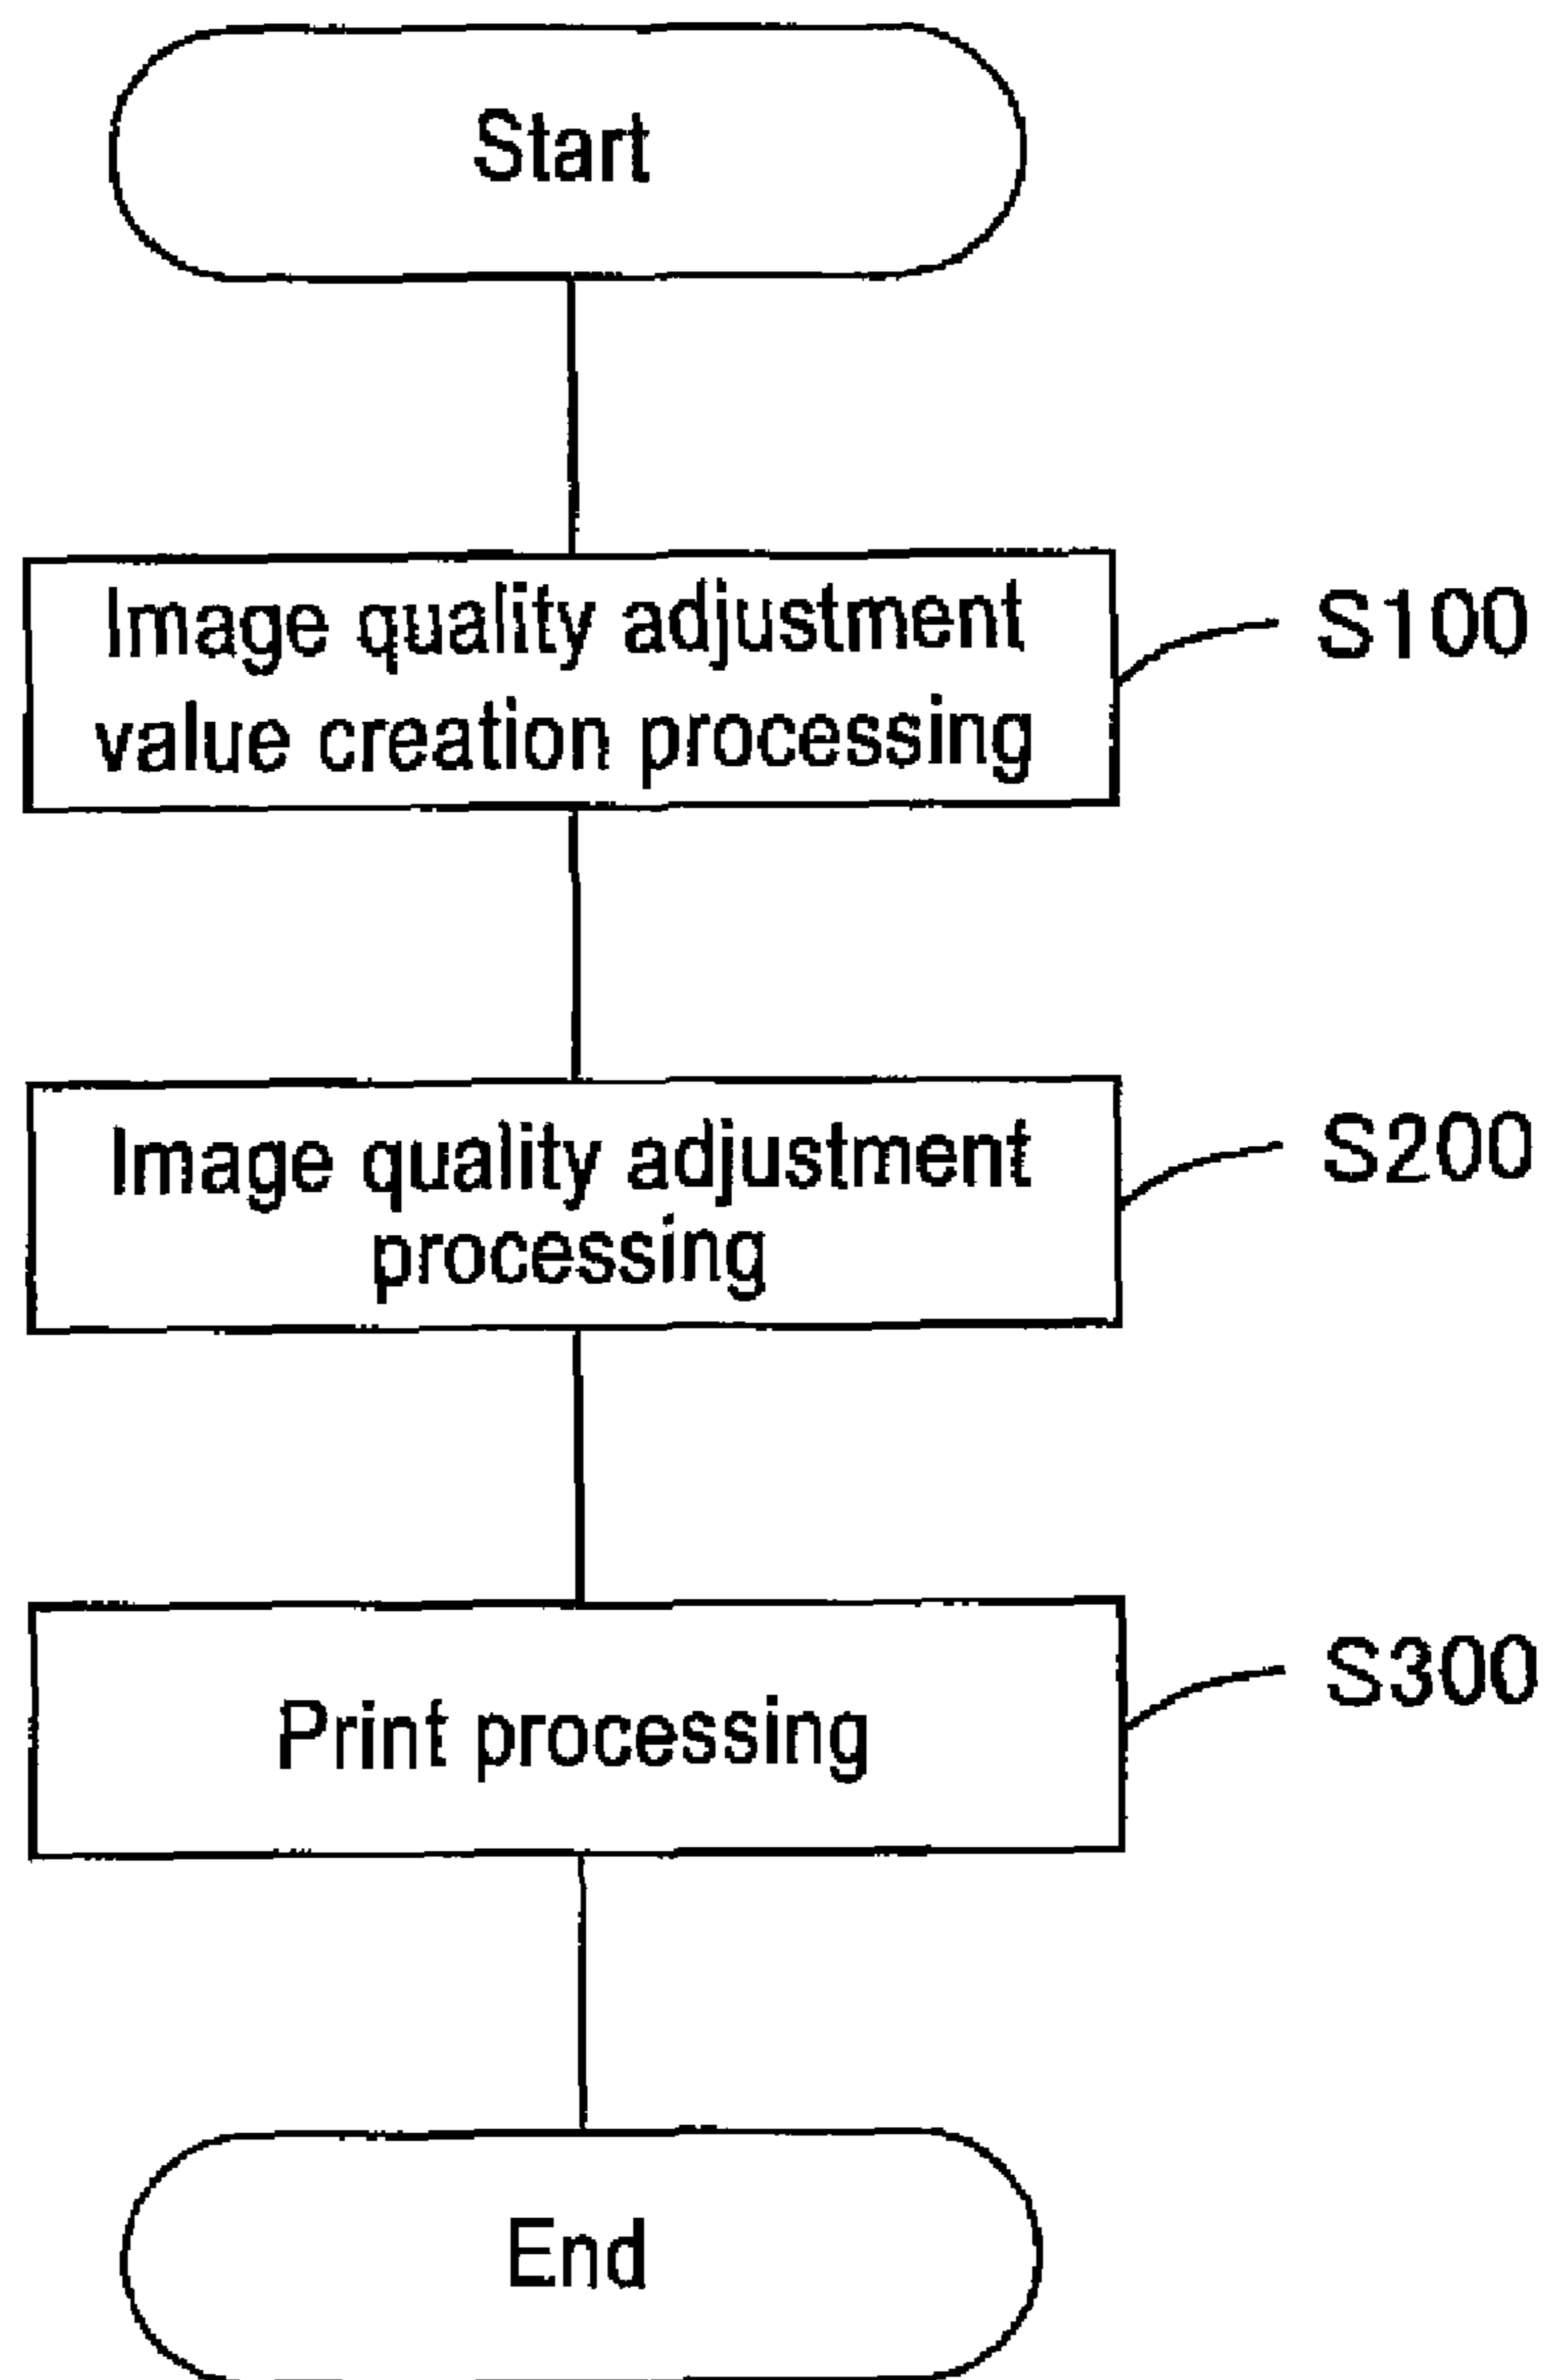 Start
Image quality adjustment
value creation processing
S100
Image quality adjustment
processing
S200
Print processing
S300
End